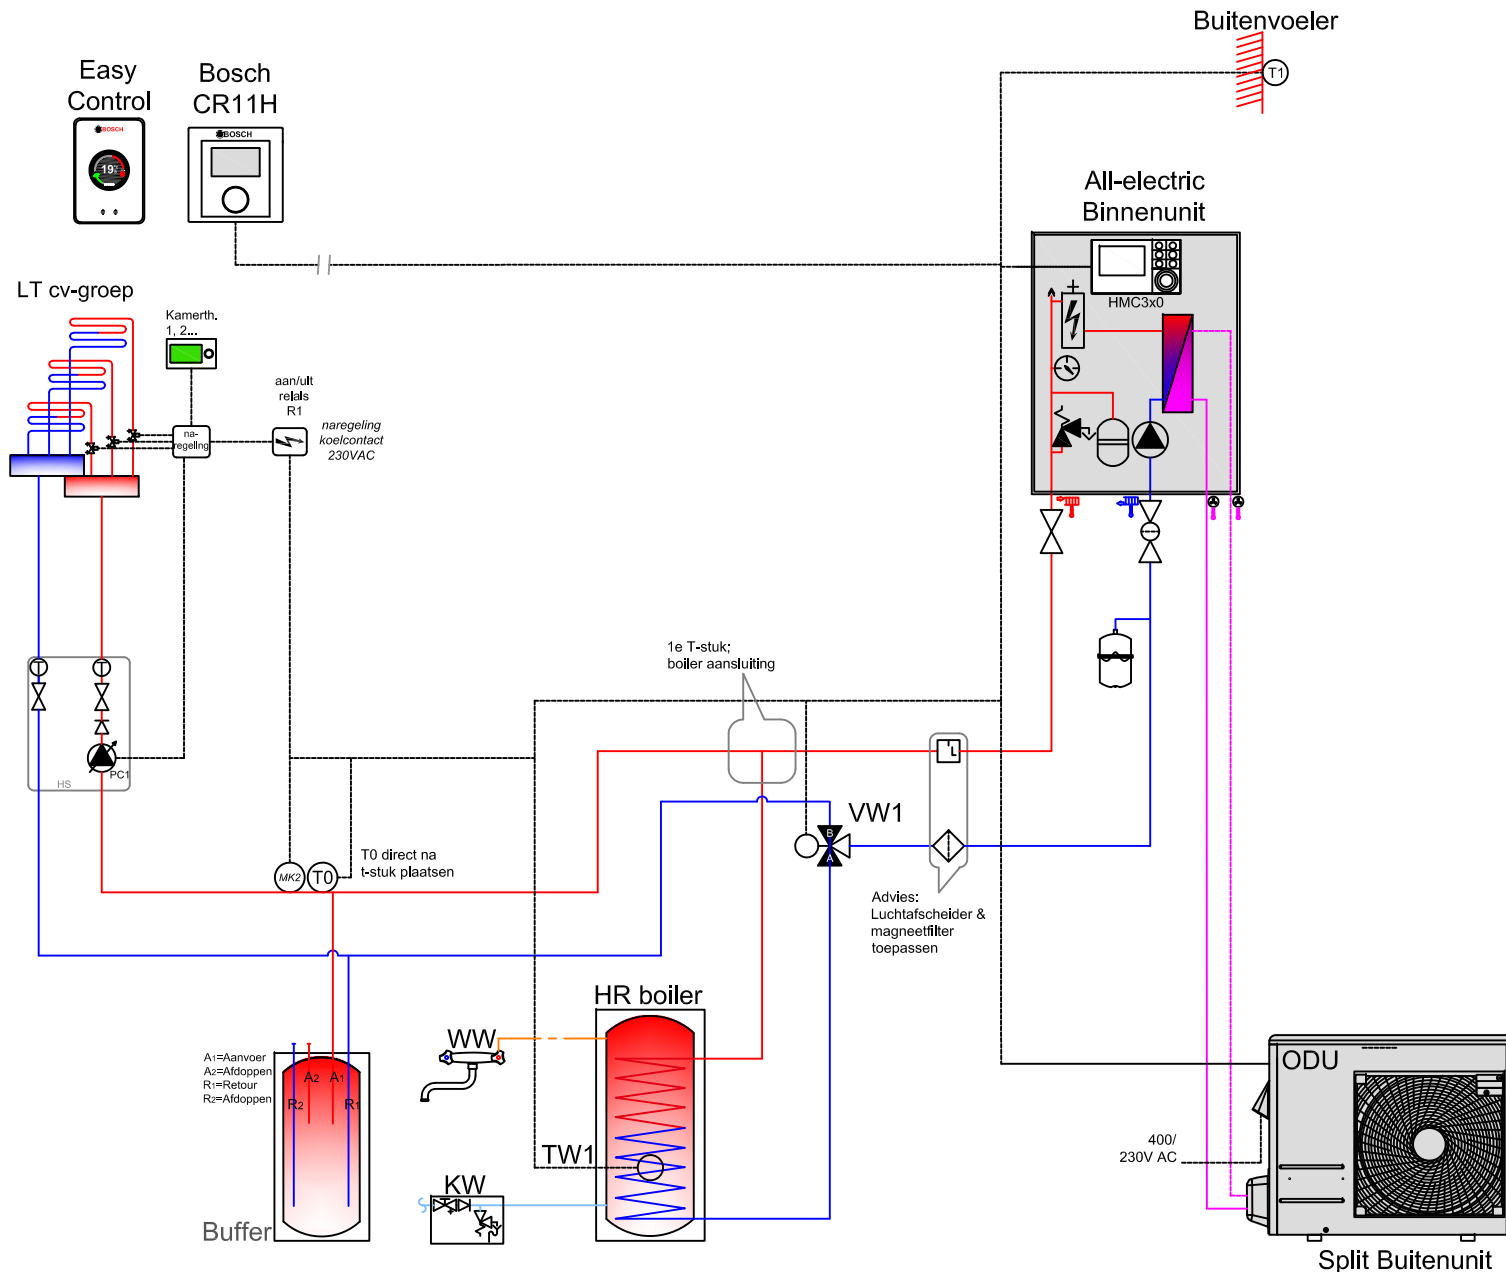 Buitenvoeler
T1
Easy
Control
BOSCH
19
Bosch
CR11H
BOSCH
All-electric
Binnenunit
HMC3x0
LT cv-groep
Kamerth.
1, 2...
aan/uit
relais
R1
naregeling
koelcontact
230VAC
na-
regeling
1e T-stuk;
boiler aansluiting
T
T
PC1
HS
L
VW1
B
A
MK2
T0
T0 direct na
t-stuk plaatsen
Advies:
Luchtafscheider &
magneetfilter
toepassen
HR boiler
WW
TW1
KW
A1=Aanvoer
A2=Afdoppen
R1=Retour
R2=Afdoppen
A2
A1
R2
R1
Buffer
ODU
400/
230V AC
Split Buitenunit